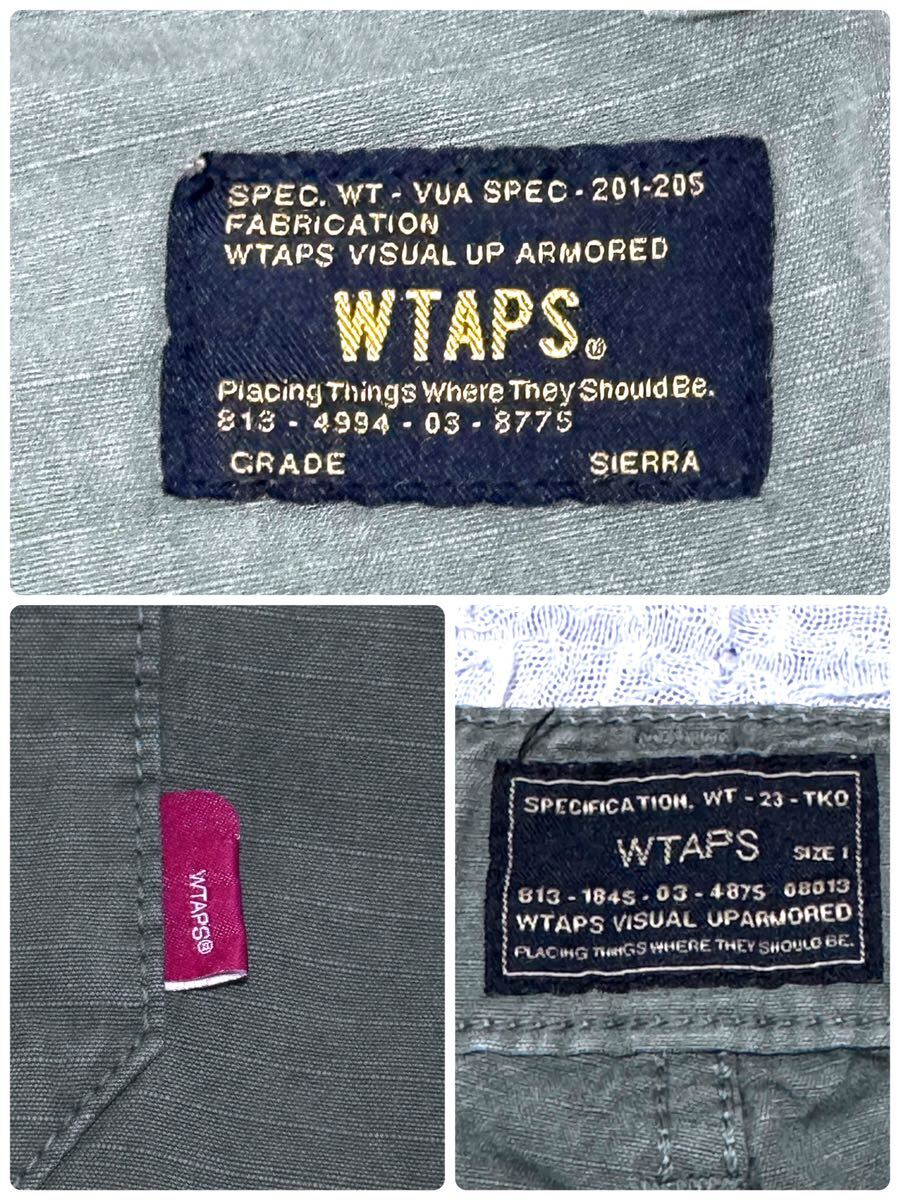 SPEC. WT - VUA SPEC - 201-205
FABRICATION
WTAPS VISUAL UP ARMORED
WTAPS®
Placing Things Where They Should Be.
813 - 4994 - 03 - 8775
GRADE SIERRA
WTAPS®
SPECIFICATION. WT - 23 - TKO
WTAPS SIZE 1
813 - 1845 - 03 - 4875 08013
WTAPS VISUAL UPARMORED
PLACING THINGS WHERE THEY SHOULD BE.